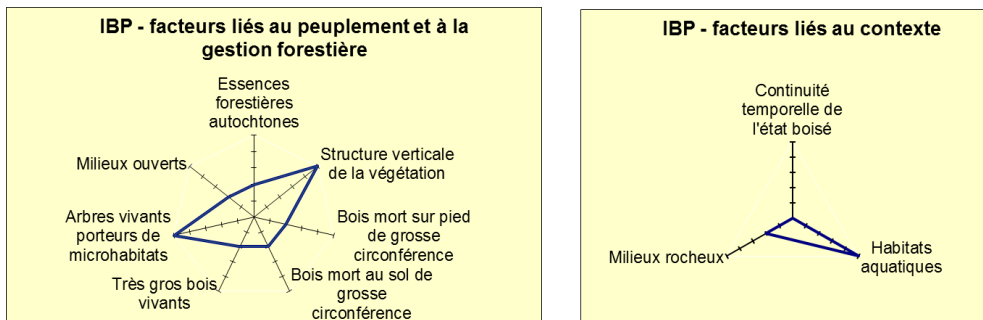 IBP - facteurs liés au peuplement et à la
gestion forestière
Essences
forestières
autochtones
Structure verticale
de la végétation
Bois mort sur pied
de grosse
circonférence
Bois mort au sol de
grosse
circonférence
Très gros bois
vivants
Arbres vivants
porteurs de
microhabitats
Milieux ouverts
IBP - facteurs liés au contexte
Continuité
temporelle de
l'état boisé
Habitats
aquatiques
Milieux rocheux